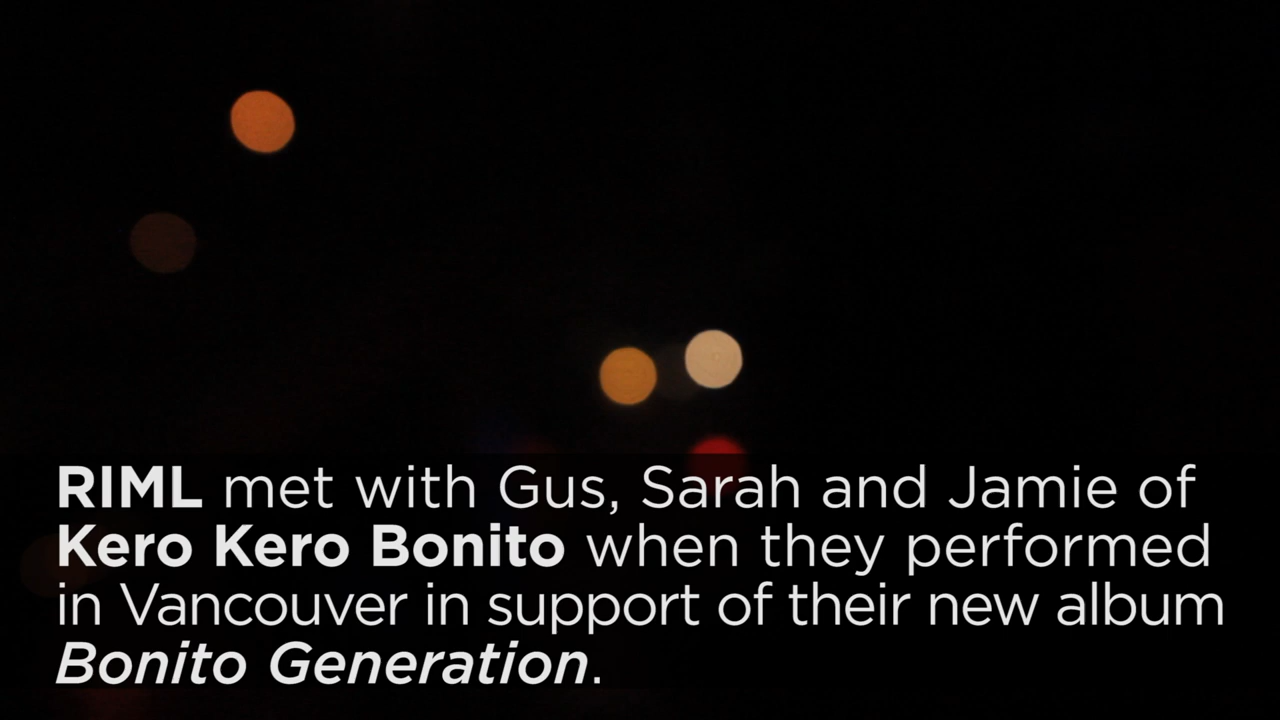 RIML met with Gus, Sarah and Jamie of
Kero Kero Bonito when they performed
in Vancouver in support of their new album
Bonito Generation.